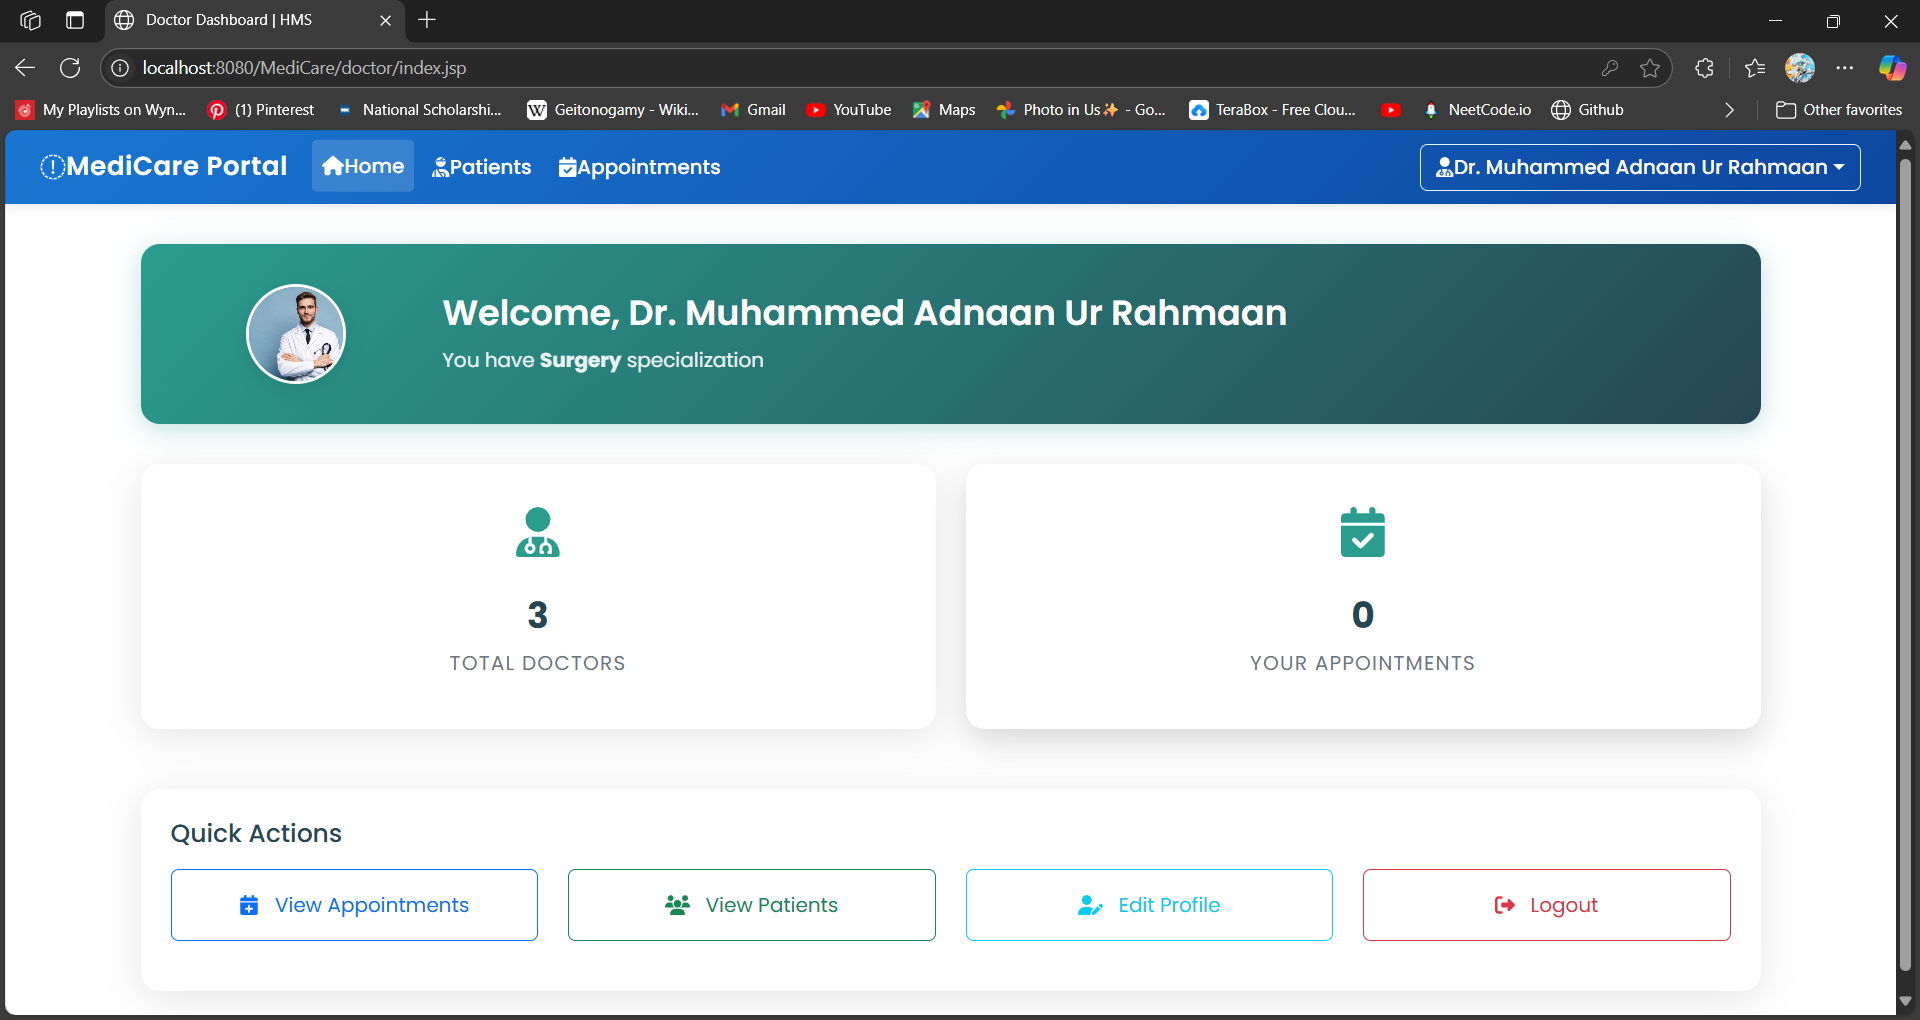 Doctor Dashboard | HMS
localhost:8080/MediCare/doctor/index.jsp
My Playlists on Wyn...
(1) Pinterest
National Scholarshi...
Geitonogamy - Wiki...
Gmail
YouTube
Maps
Photo in Us✨ - Go...
TeraBox - Free Clou...
NeetCode.io
Github
Other favorites
MediCare Portal
Home
Patients
Appointments
Dr. Muhammed Adnaan Ur Rahmaan
Welcome, Dr. Muhammed Adnaan Ur Rahmaan
You have Surgery specialization
3
TOTAL DOCTORS
0
YOUR APPOINTMENTS
Quick Actions
View Appointments
View Patients
Edit Profile
Logout